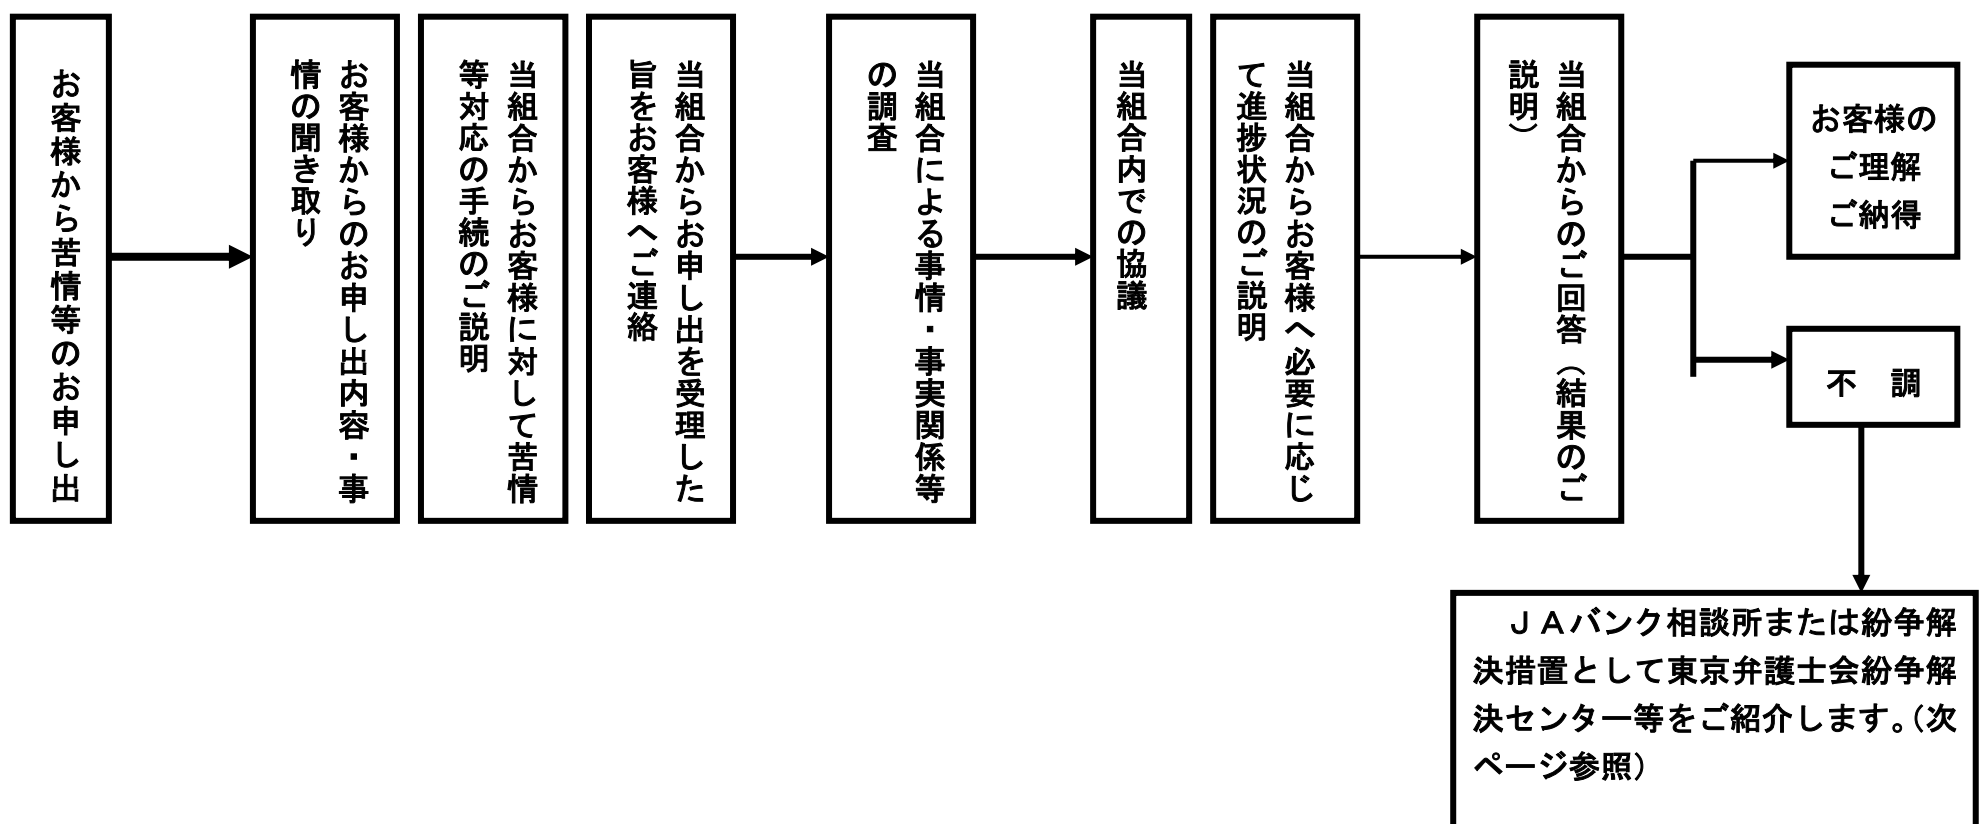 お客様から苦情等のお申し出
お客様からのお申し出内容・事
情の聞き取り
当組合からお客様に対して苦情
等対応の手続のご説明
当組合からお申し出を受理した
旨をお客様へご連絡
当組合による事情・事実関係等
の調査
当組合内での協議
当組合からお客様へ必要に応じ
て進捗状況のご説明
当組合からのご回答（結果のご
説明）
お客様の
ご理解
ご納得
不　調
ＪＡバンク相談所または紛争解
決措置として東京弁護士会紛争解
決センター等をご紹介します。（次
ページ参照）